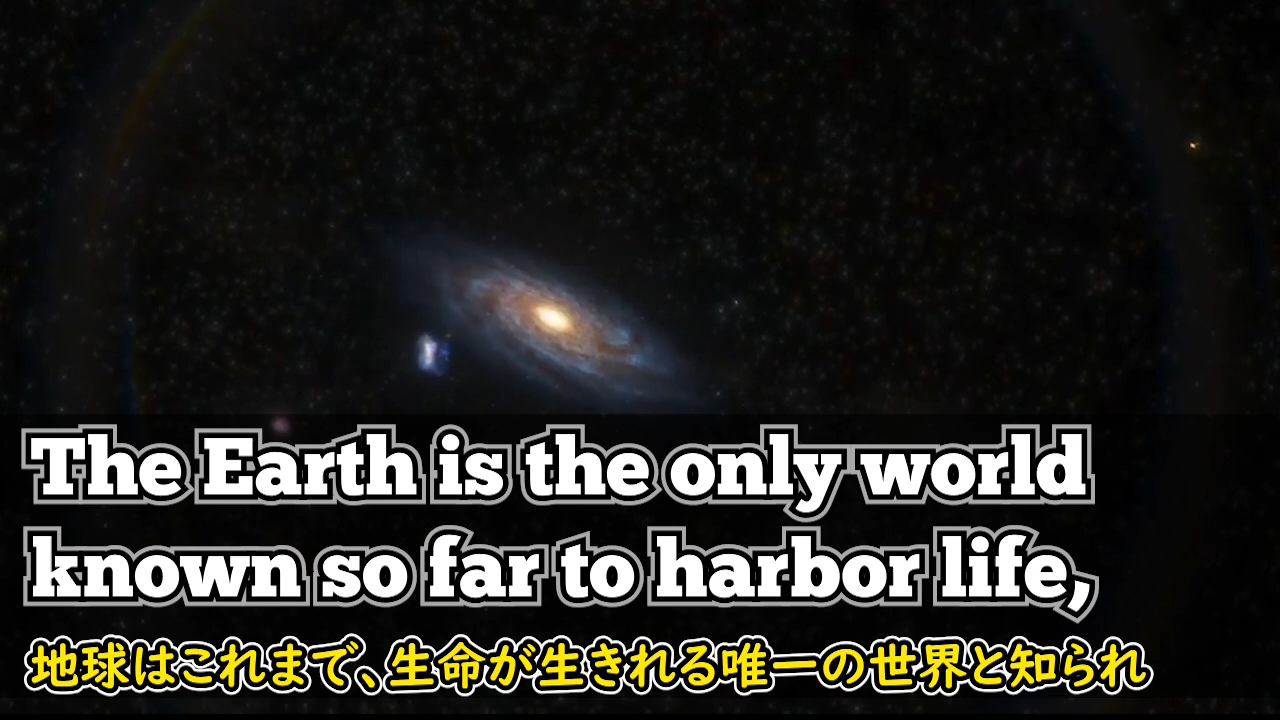 The Earth is the only world
known so far to harbor life,
地球はこれまで、生命が生きれる唯一の世界と知られ